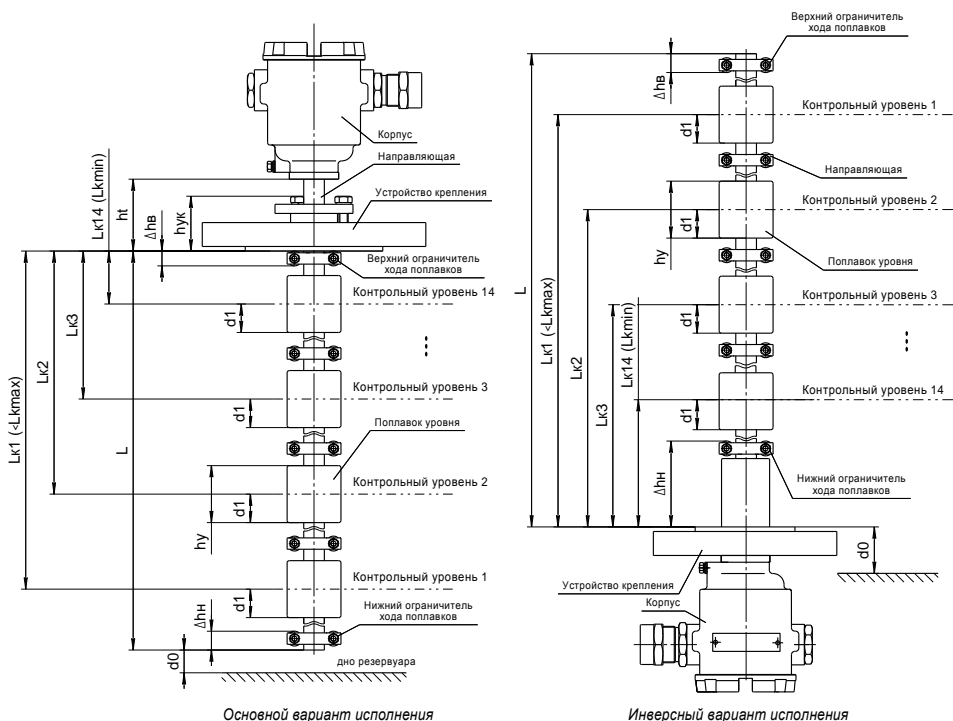 Корпус
Направляющая
Устройство крепления
Верхний ограничитель
хода поплавков
Контрольный уровень 14
Контрольный уровень 3
Поплавок уровня
Контрольный уровень 2
Контрольный уровень 1
Нижний ограничитель
хода поплавков
дно резервуара
Lк14 (Lkmin)
ht
Δhв
hук
Lк3
Lк2
Lк1 (<Lkmax)
L
d1
d1
d1
hу
d1
Δhн
d0
Основной вариант исполнения
Верхний ограничитель
хода поплавков
Контрольный уровень 1
Направляющая
Контрольный уровень 2
Поплавок уровня
Контрольный уровень 3
Контрольный уровень 14
Нижний ограничитель
хода поплавков
Устройство крепления
Корпус
Δhв
d1
d1
hу
L
Lк1 (<Lkmax)
Lк2
Lк3
Lк14 (Lkmin)
d1
d1
Δhн
d0
Инверсный вариант исполнения